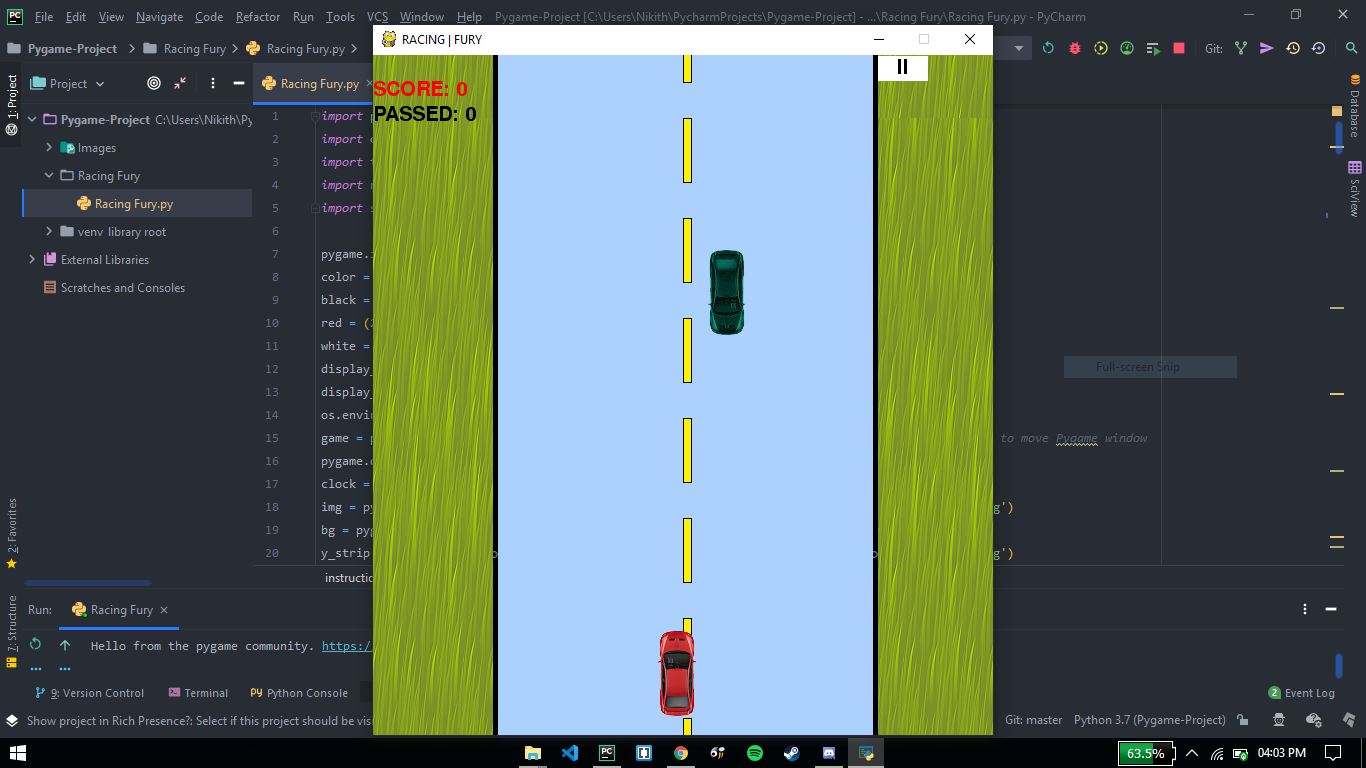 PC File Edit View Navigate Code Refactor Run Tools VCS Window Help Pygame-Project [C:\Users\Nikith\PycharmProjects\Pygame-Project] - ...\Racing Fury\Racing Fury.py - PyCharm
RACING | FURY
Pygame-Project Racing Fury Racing Fury.py
Git:
Project
Racing Fury.py
SCORE: 0
PASSED: 0
1: Project
Pygame-Project C:\Users\Nikith\Py
Images
Racing Fury
Racing Fury.py
venv library root
External Libraries
Scratches and Consoles
1 import
2 import
3 import
4 import
5 import
6
7 pygame.
8 color =
9 black =
10 red = (
11 white =
12 display_
13 display_
14 os.envi
15 game = p
16 pygame.
17 clock =
18 img = py
19 bg = pyg
20 y_strip
to move Pygame window
g')
g')
instructi
Full-screen Snip
Database
SciView
2: Favorites
7: Structure
Run: Racing Fury
Hello from the pygame community. https:/
9: Version Control Terminal Python Console
2 Event Log
Show project in Rich Presence?: Select if this project should be vis
Git: master Python 3.7 (Pygame-Project)
PC
63.5% 04:03 PM